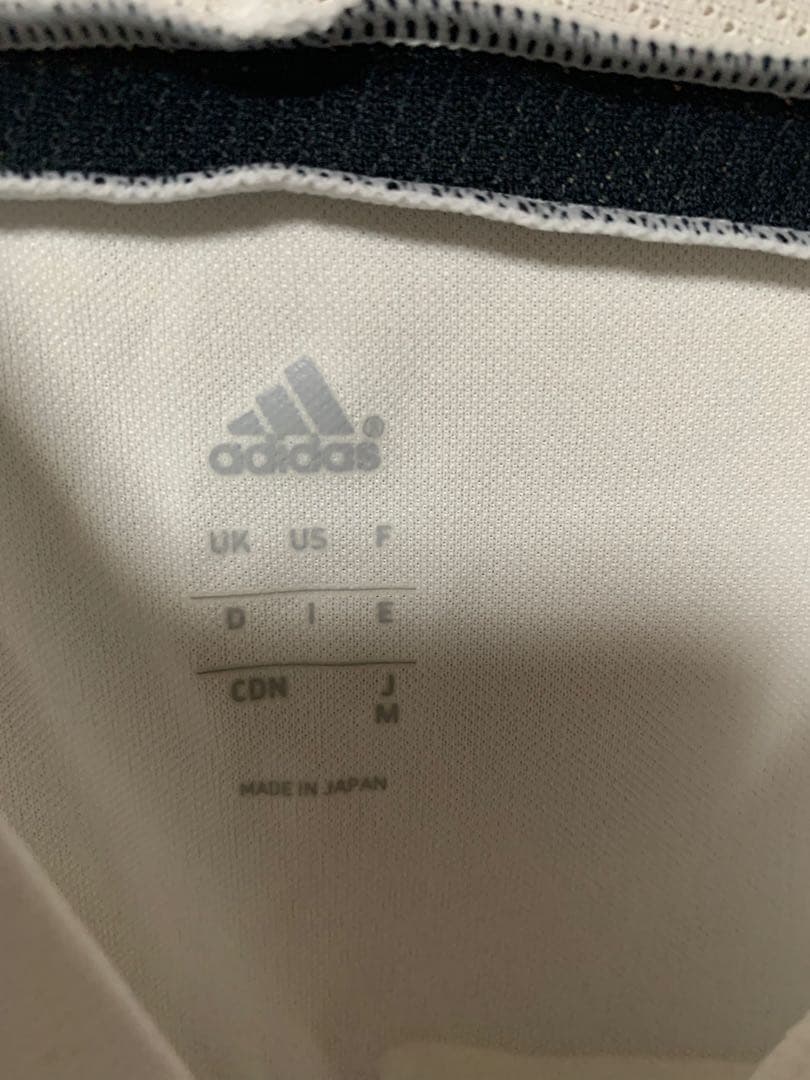 adidas®
UK US F
D I E
CDN J
M
MADE IN JAPAN